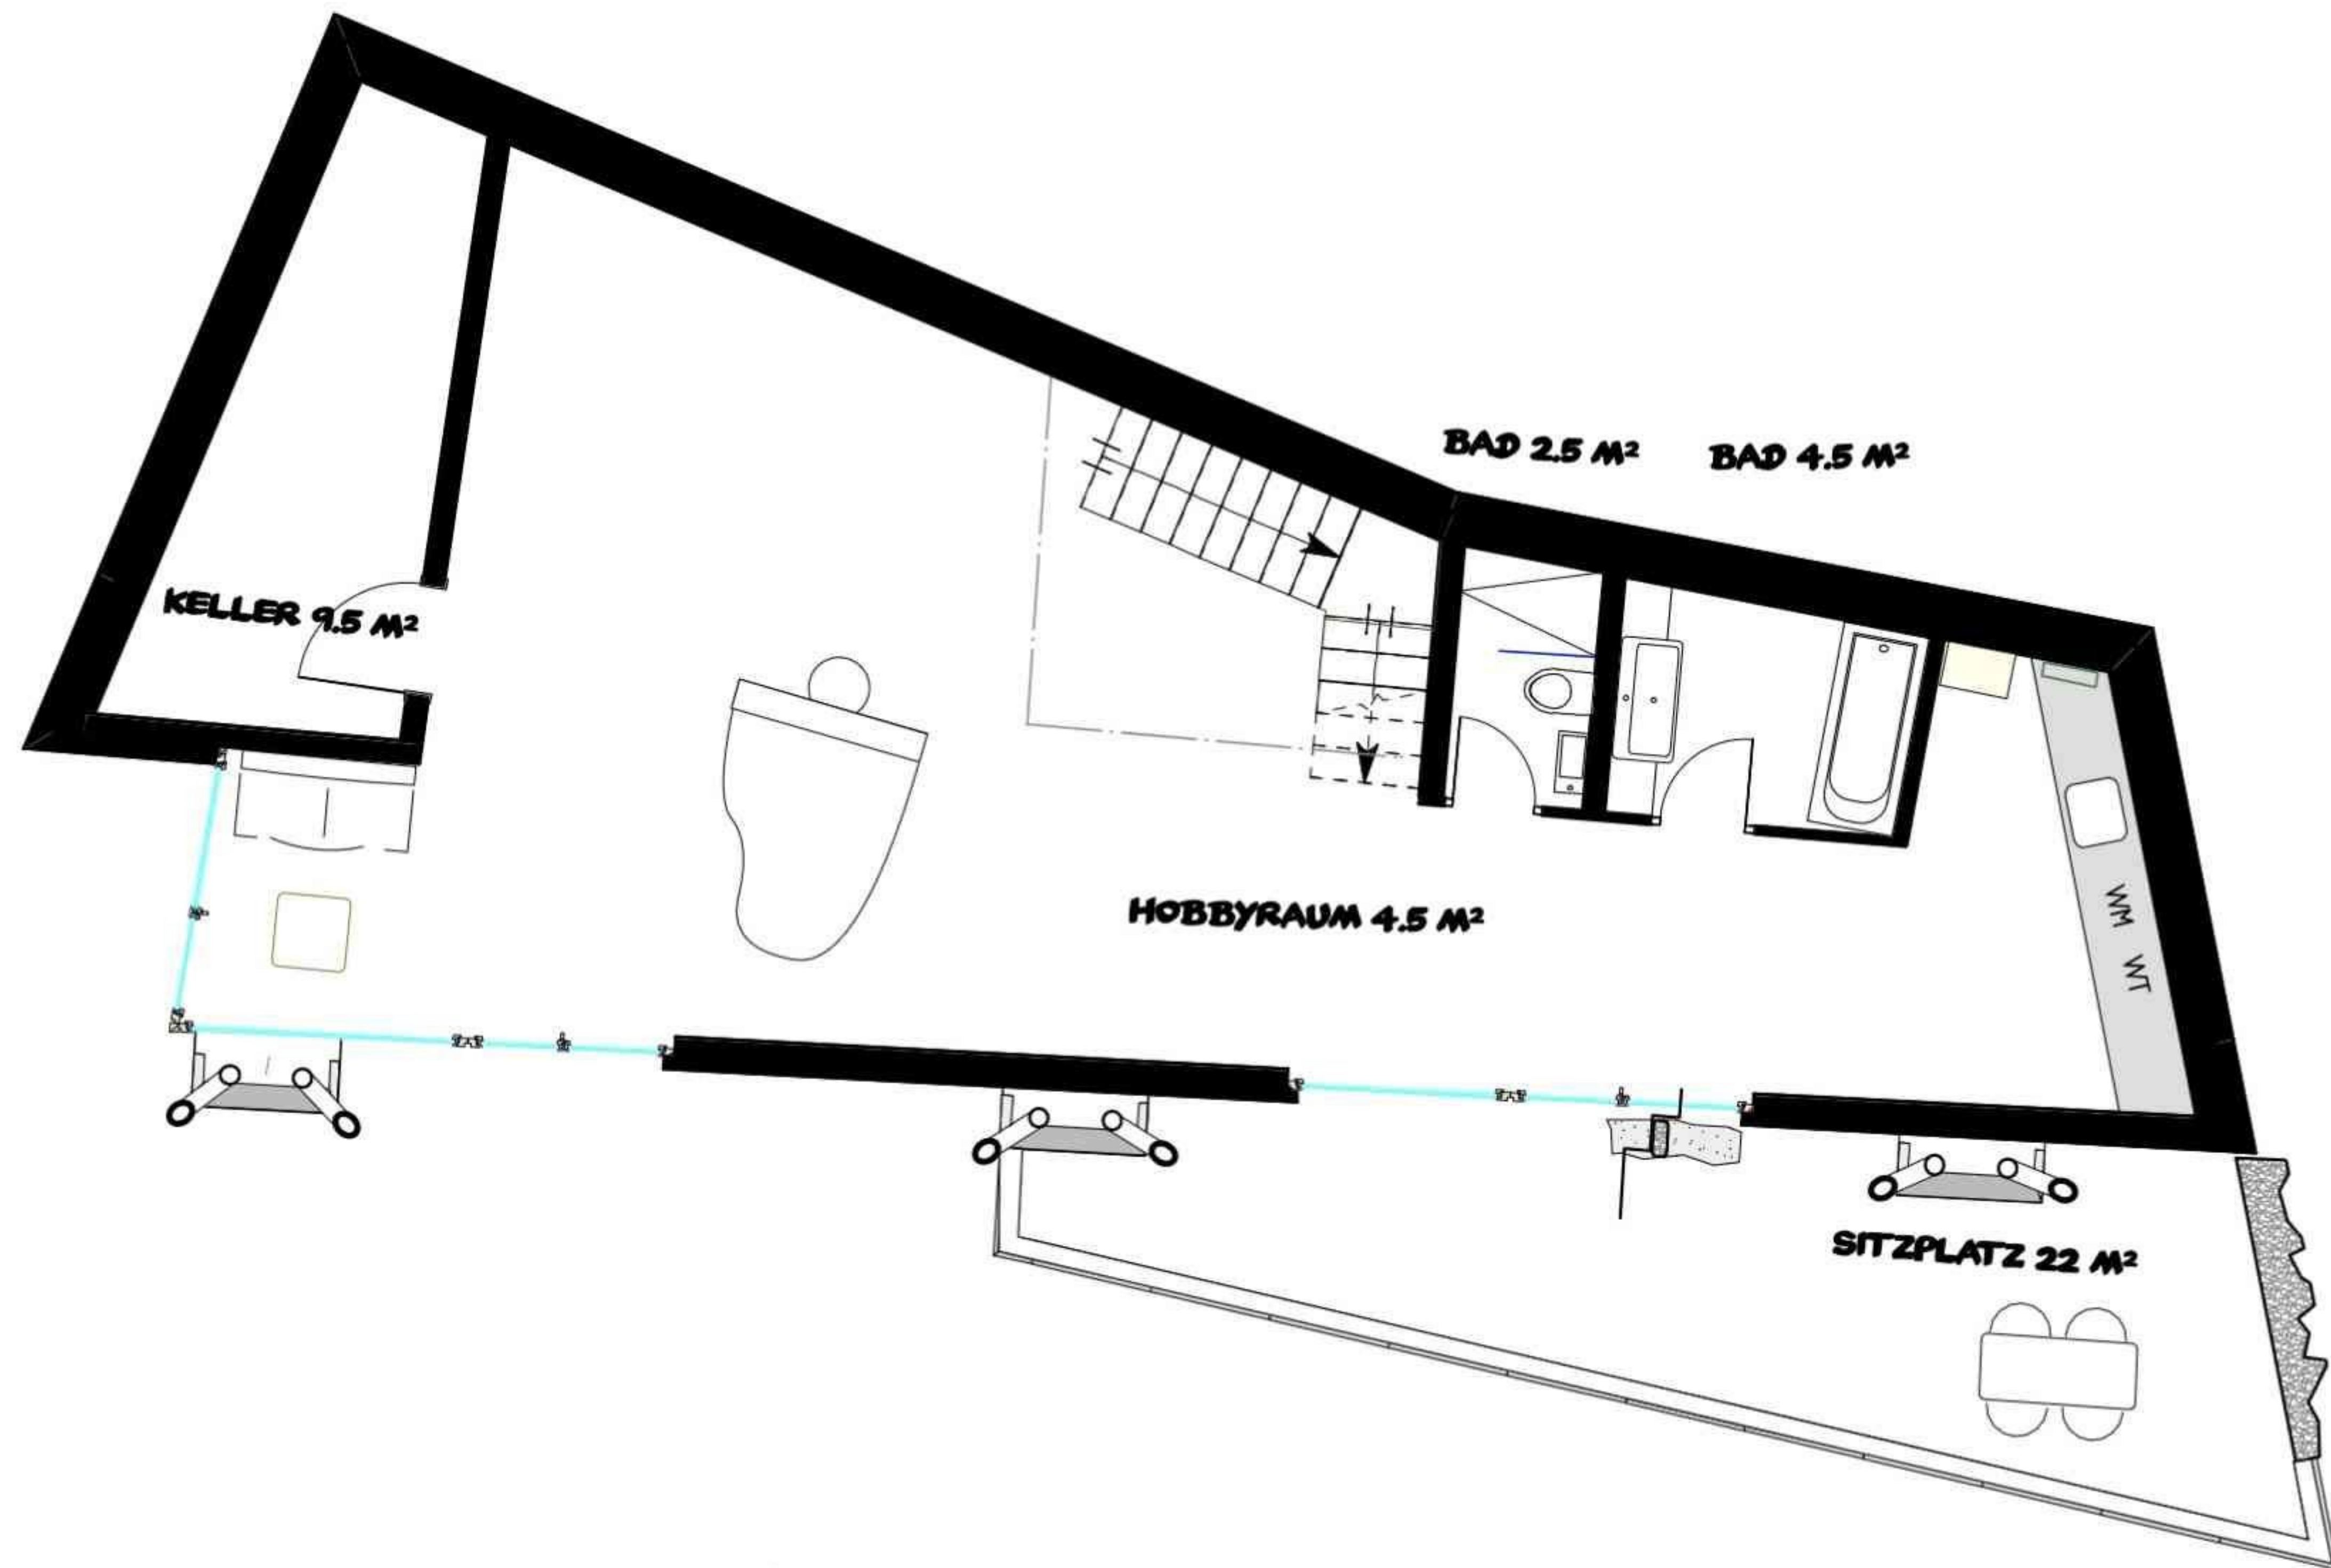 BAD 2.5 M² BAD 4.5 M²
KELLER 9.5 M²
HOBBYRAUM 4.5 M²
WM WT
SITZPLATZ 22 M²